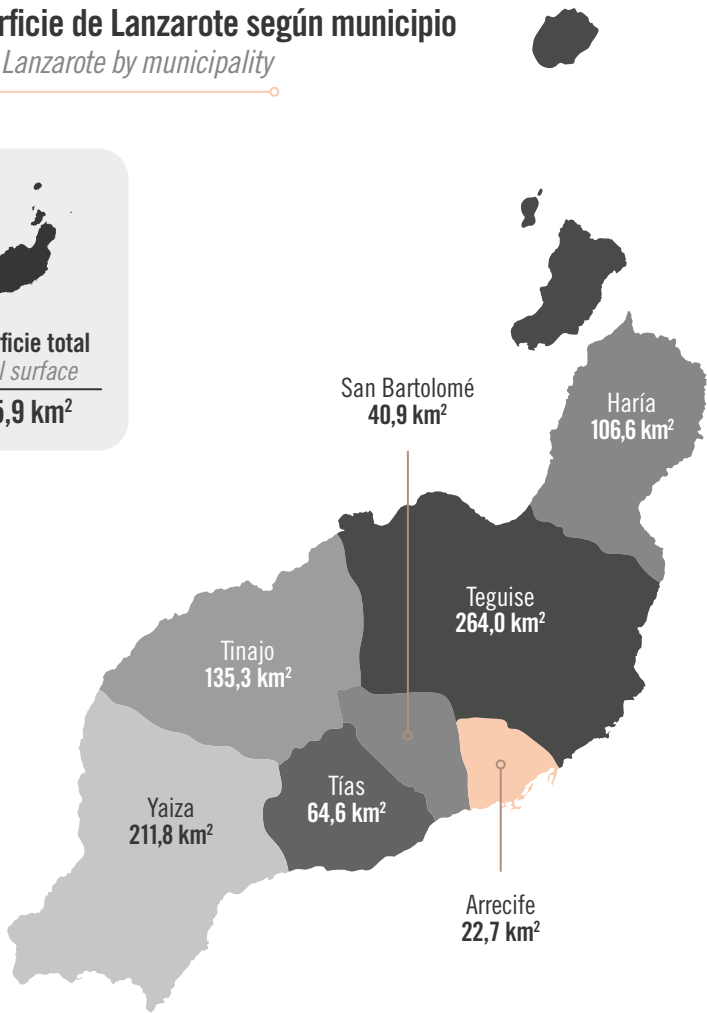 rficie de Lanzarote según municipio
Lanzarote by municipality
rficie total
l surface
5,9 km²
San Bartolomé
40,9 km²
Haría
106,6 km²
Teguise
264,0 km²
Tinajo
135,3 km²
Tías
64,6 km²
Yaiza
211,8 km²
Arrecife
22,7 km²